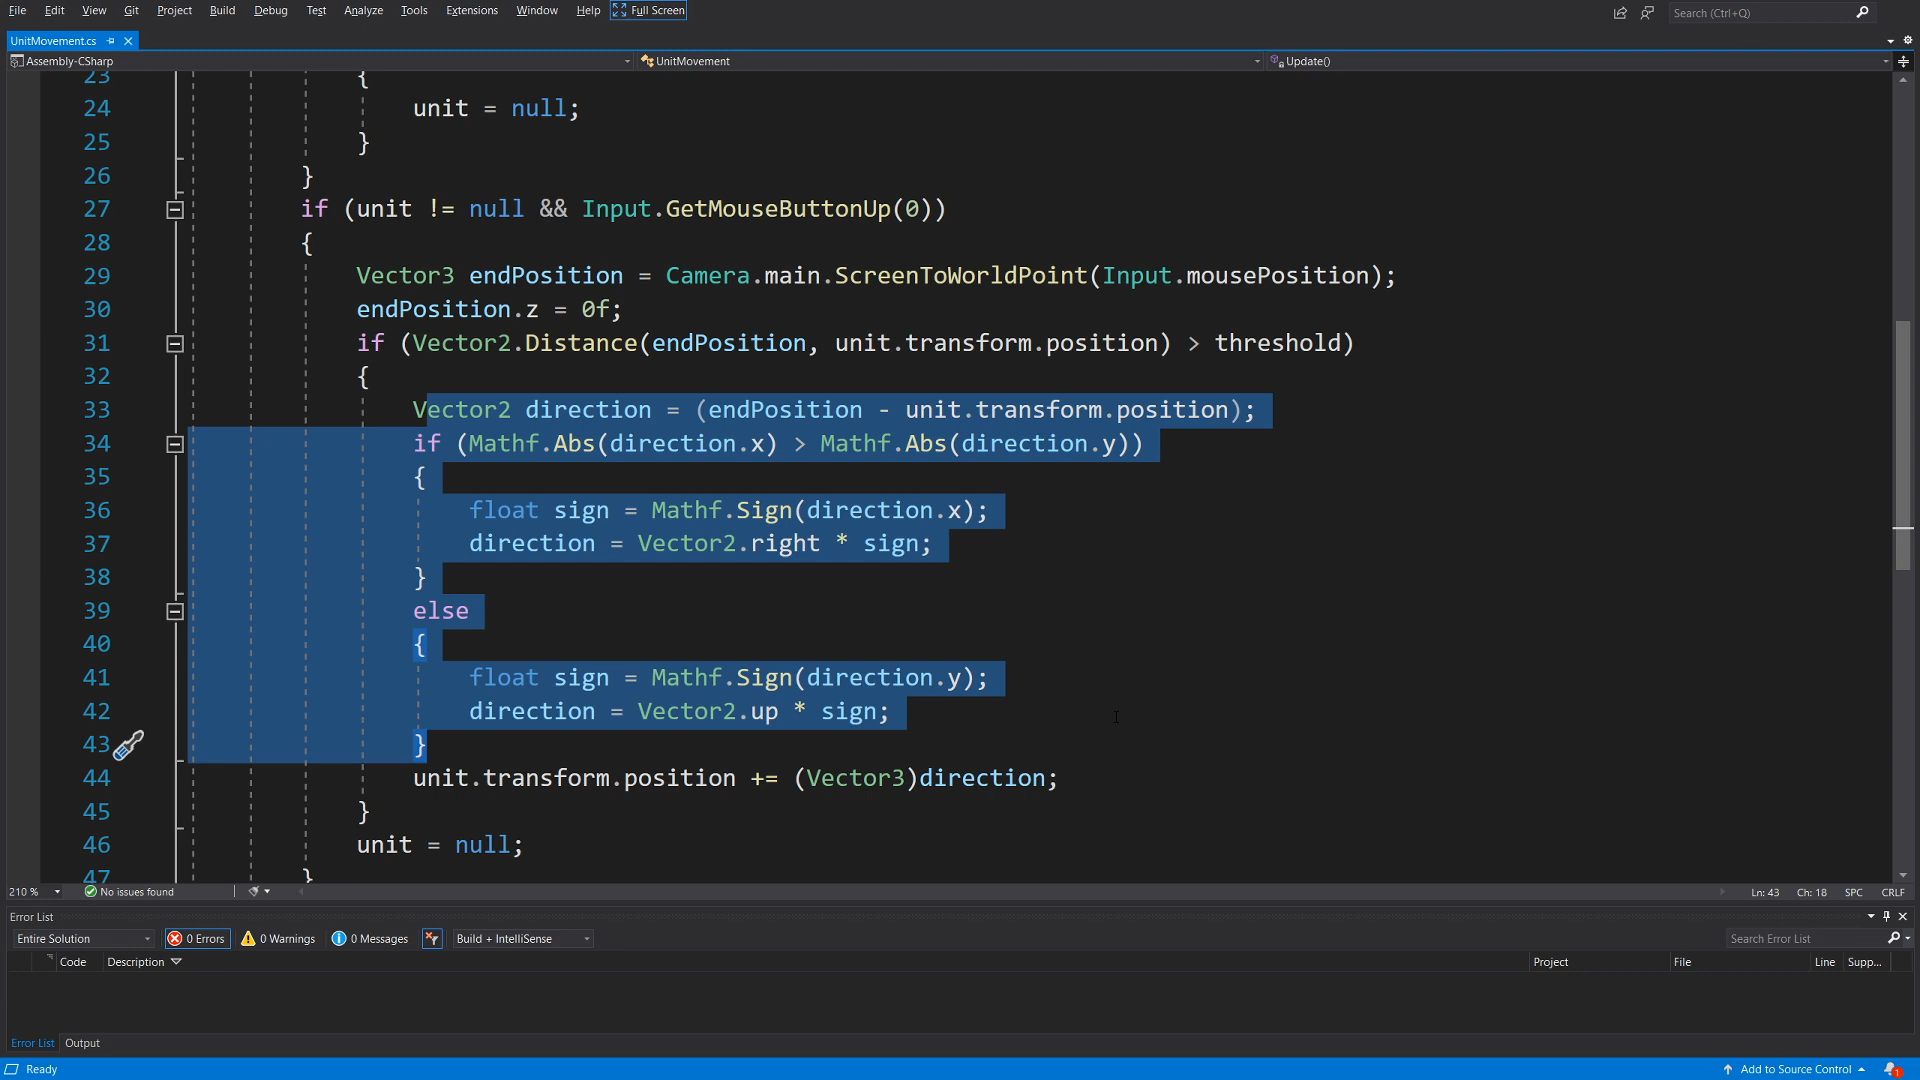 File Edit View Git Project Build Debug Test Analyze Tools Extensions Window Help Full Screen Search (Ctrl+Q)
UnitMovement.cs
Assembly-CSharp UnitMovement Update()
23 {
24 unit = null;
25 }
26 }
27 if (unit != null && Input.GetMouseButtonUp(0))
28 {
29 Vector3 endPosition = Camera.main.ScreenToWorldPoint(Input.mousePosition);
30 endPosition.z = 0f;
31 if (Vector2.Distance(endPosition, unit.transform.position) > threshold)
32 {
33 Vector2 direction = (endPosition - unit.transform.position);
34 if (Mathf.Abs(direction.x) > Mathf.Abs(direction.y))
35 {
36 float sign = Mathf.Sign(direction.x);
37 direction = Vector2.right * sign;
38 }
39 else
40 {
41 float sign = Mathf.Sign(direction.y);
42 direction = Vector2.up * sign;
43 }
44 unit.transform.position += (Vector3)direction;
45 }
46 unit = null;
47 }
210 % No issues found Ln: 43 Ch: 18 SPC CRLF
Error List
Entire Solution 0 Errors 0 Warnings 0 Messages Build + IntelliSense Search Error List
Code Description Project File Line Supp...
Error List Output
Ready Add to Source Control 1